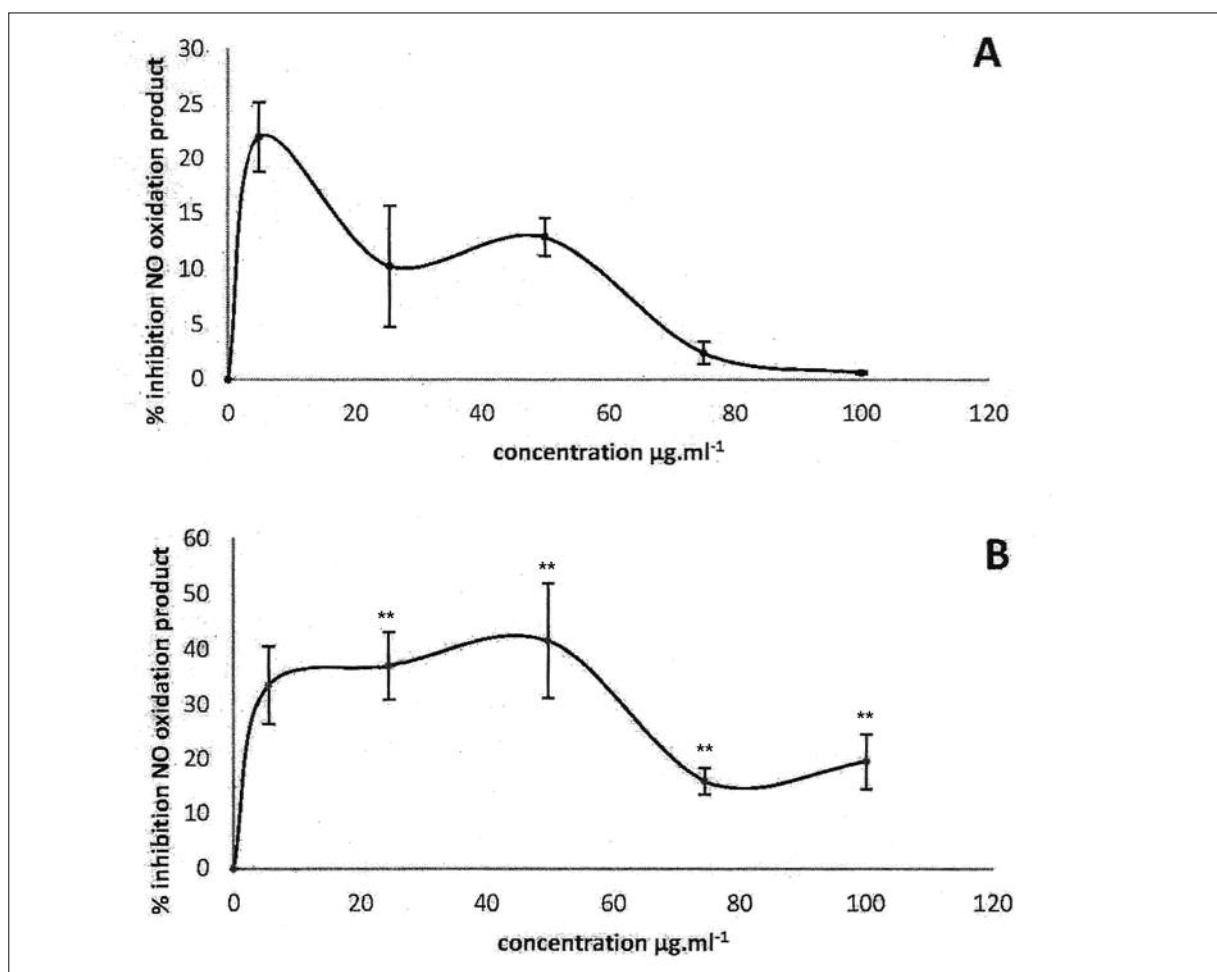 A
% inhibition NO oxidation product
30
25
20
15
10
5
0
0 20 40 60 80 100 120
concentration µg.ml⁻¹
B
% inhibition NO oxidation product
60
50
40
30
20
10
0
** ** ** **
0 20 40 60 80 100 120
concentration µg.ml⁻¹